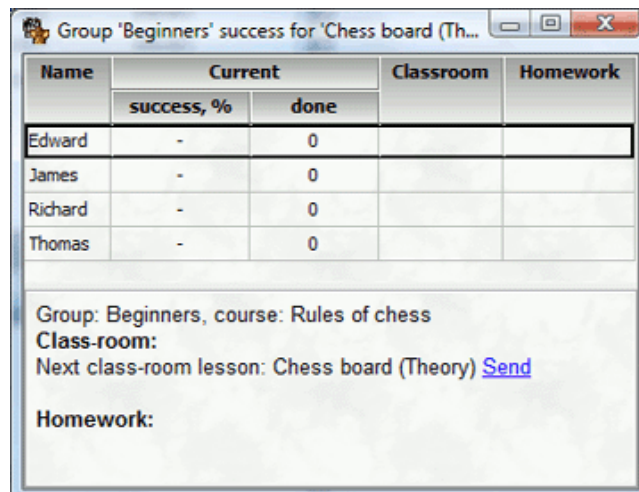 Group 'Beginners' success for 'Chess board (Th...
Name Current Classroom Homework
success, % done
Edward - 0
James - 0
Richard - 0
Thomas - 0
Group: Beginners, course: Rules of chess
Class-room:
Next class-room lesson: Chess board (Theory) Send
Homework: